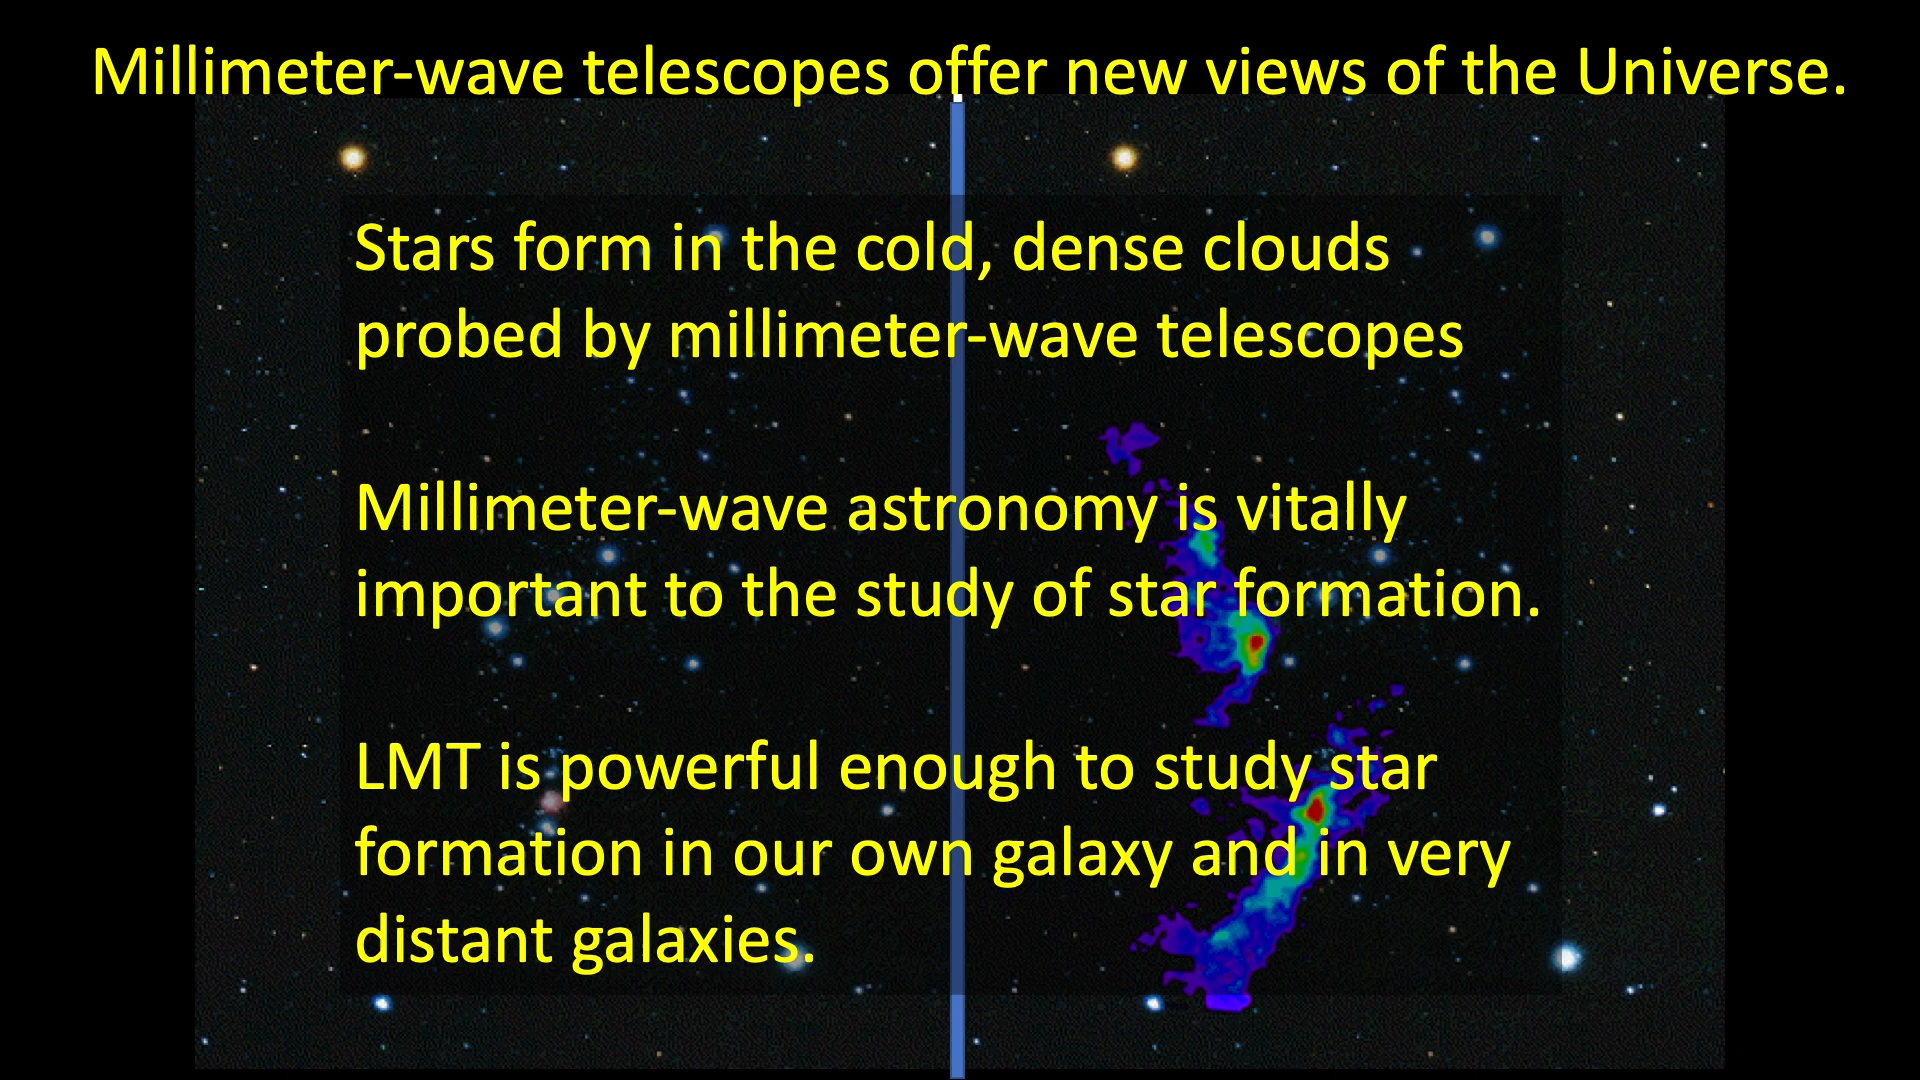 Millimeter-wave telescopes offer new views of the Universe.
Stars form in the cold, dense clouds
probed by millimeter-wave telescopes
Millimeter-wave astronomy is vitally
important to the study of star formation.
LMT is powerful enough to study star
formation in our own galaxy and in very
distant galaxies.